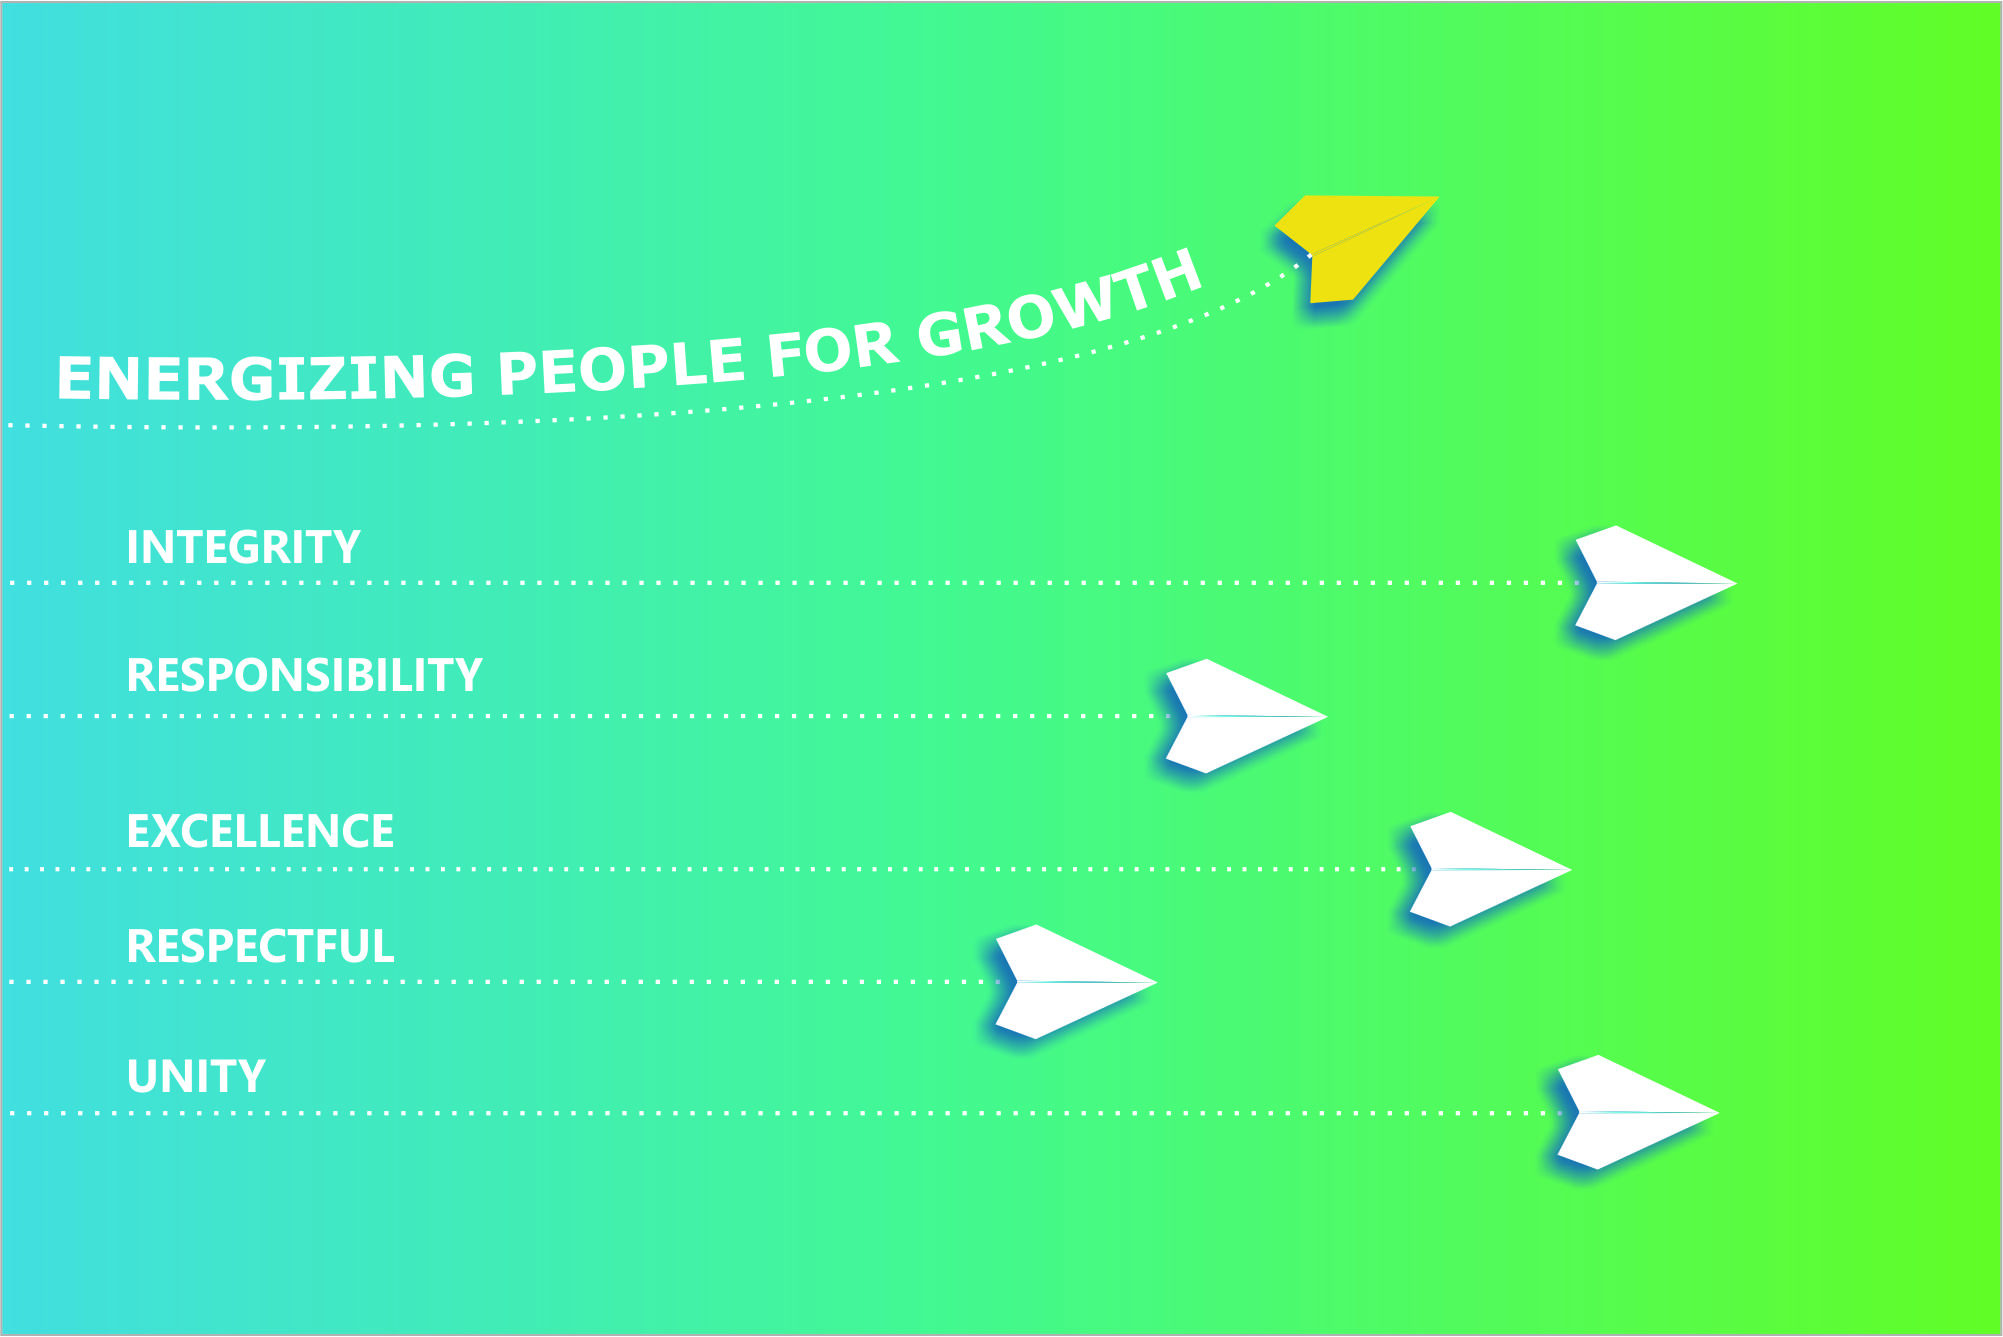 ENERGIZING PEOPLE FOR GROWTH
INTEGRITY
RESPONSIBILITY
EXCELLENCE
RESPECTFUL
UNITY